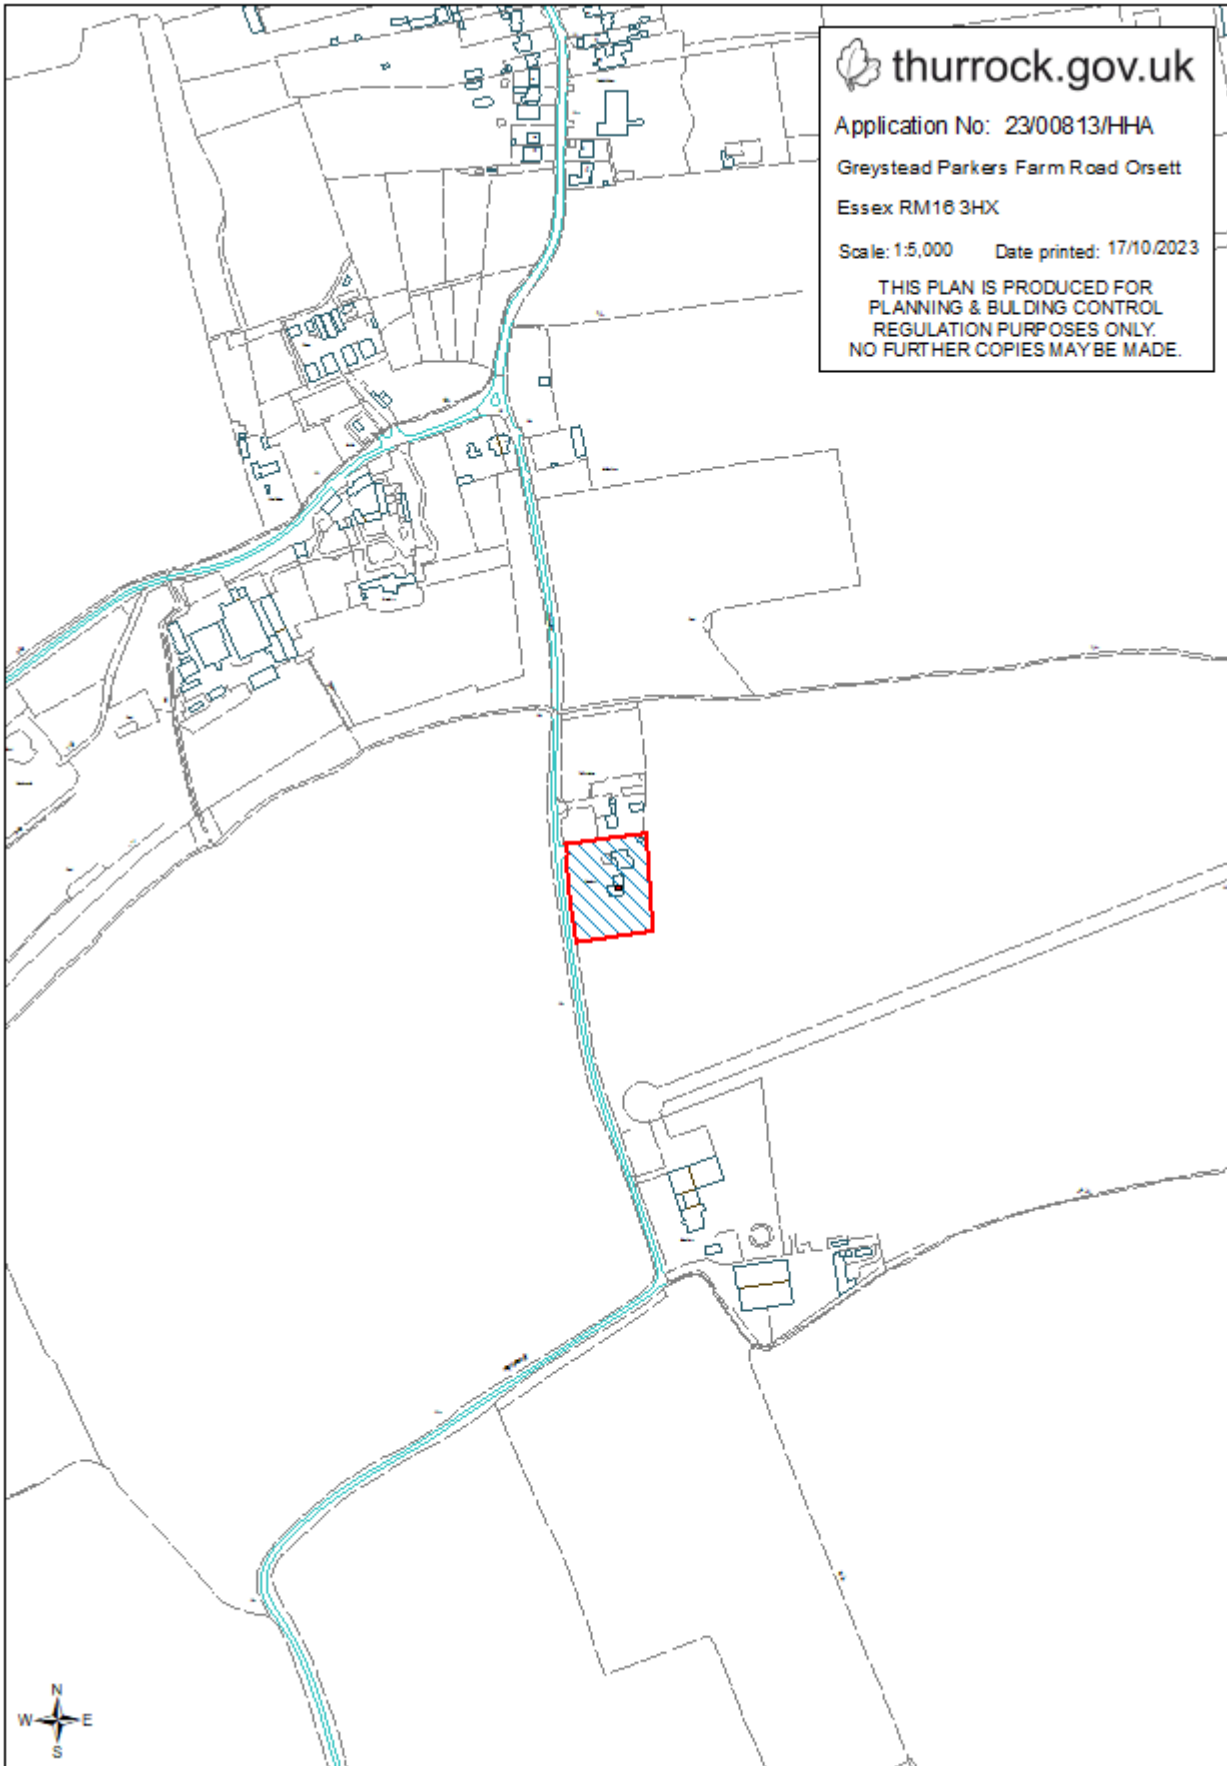 thurrock.gov.uk
Application No: 23/00813/HHA
Greystead Parkers Farm Road Orsett
Essex RM16 3HX
Scale: 1:5,000 Date printed: 17/10/2023
THIS PLAN IS PRODUCED FOR
PLANNING & BULDING CONTROL
REGULATION PURPOSES ONLY.
NO FURTHER COPIES MAY BE MADE.
N
W E
S